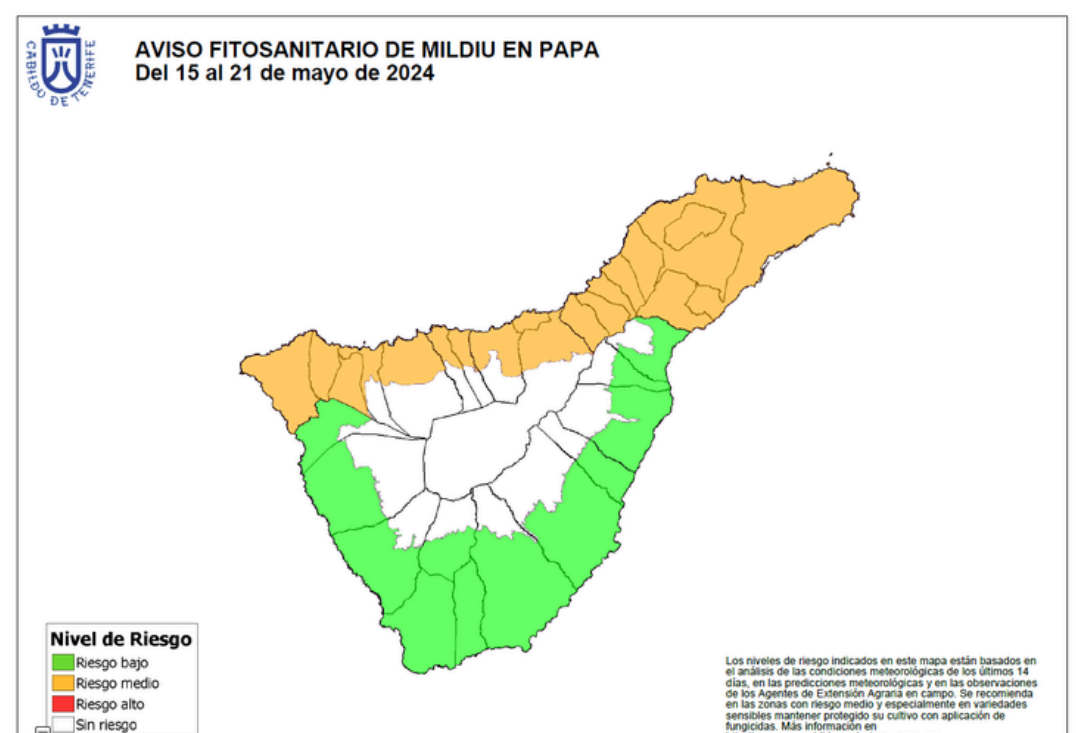 CABILDO DE TENERIFE
AVISO FITOSANITARIO DE MILDIU EN PAPA
Del 15 al 21 de mayo de 2024
Nivel de Riesgo
Riesgo bajo
Riesgo medio
Riesgo alto
Sin riesgo
Los niveles de riesgo indicados en este mapa están basados en
el análisis de las condiciones meteorológicas de los últimos 14
días, en las predicciones meteorológicas y en las observaciones
de los Agentes de Extensión Agraria en campo. Se recomienda
en las zonas con riesgo medio y especialmente en variedades
sensibles mantener protegido su cultivo con aplicación de
fungicidas. Más información en